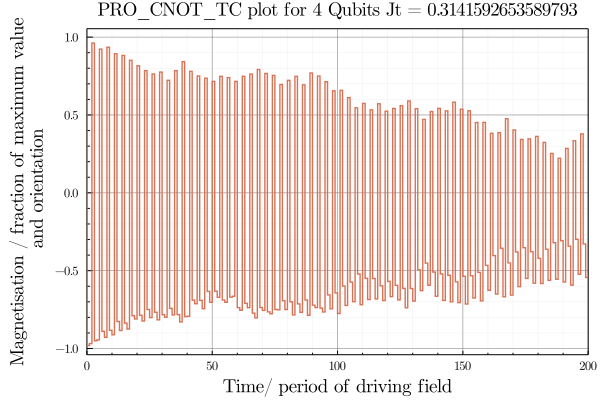 PRO_CNOT_TC plot for 4 Qubits Jt = 0.3141592653589793
Magnetisation / fraction of maximum value
and orientation
1.0
0.5
0.0
−0.5
−1.0
0 50 100 150 200
Time/ period of driving field